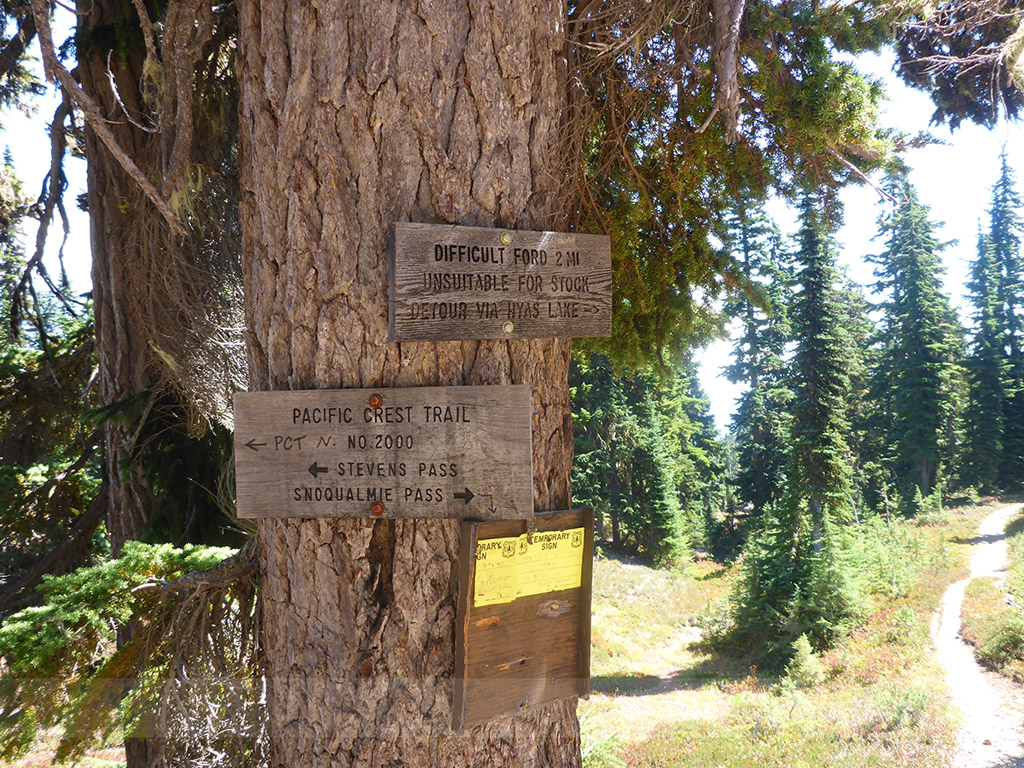 DIFFICULT FORD 2 MI
UNSUITABLE FOR STOCK
DETOUR VIA HYAS LAKE →
PACIFIC CREST TRAIL
← PCT N. NO.2000
← STEVENS PASS
SNOQUALMIE PASS →
TEMPORARY
SIGN